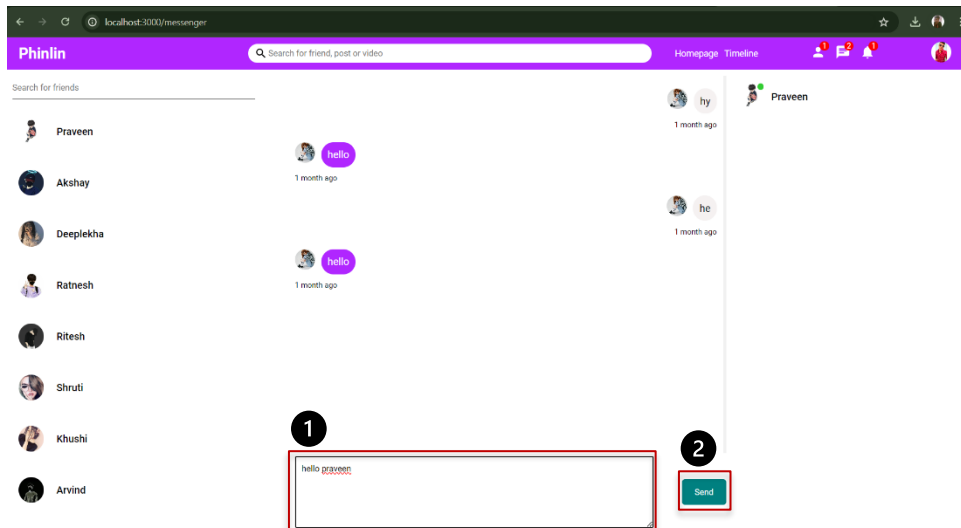 localhost:3000/messenger
Phinlin
Search for friend, post or video
Homepage Timeline
1
2
1
Search for friends
Praveen
Akshay
Deeplekha
Ratnesh
Ritesh
Shruti
Khushi
Arvind
hy
1 month ago
hello
1 month ago
he
1 month ago
hello
1 month ago
1
hello praveen
2
Send
Praveen